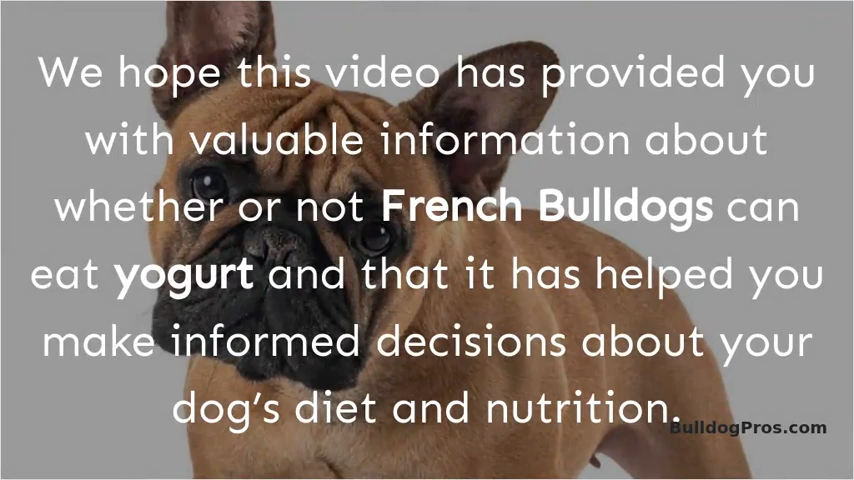 We hope this video has provided you
with valuable information about
whether or not French Bulldogs can
eat yogurt and that it has helped you
make informed decisions about your
dog’s diet and nutrition.
BulldogPros.com